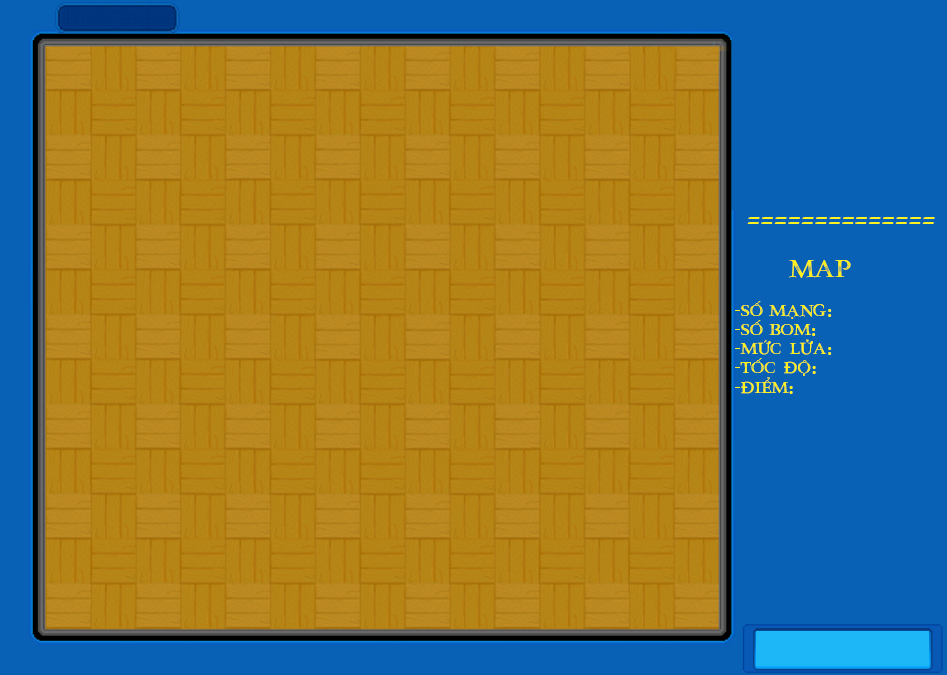 ==============
MAP
-SỐ MẠNG:
-SỐ BOM:
-MỨC LỬA:
-TỐC ĐỘ:
-ĐIỂM: